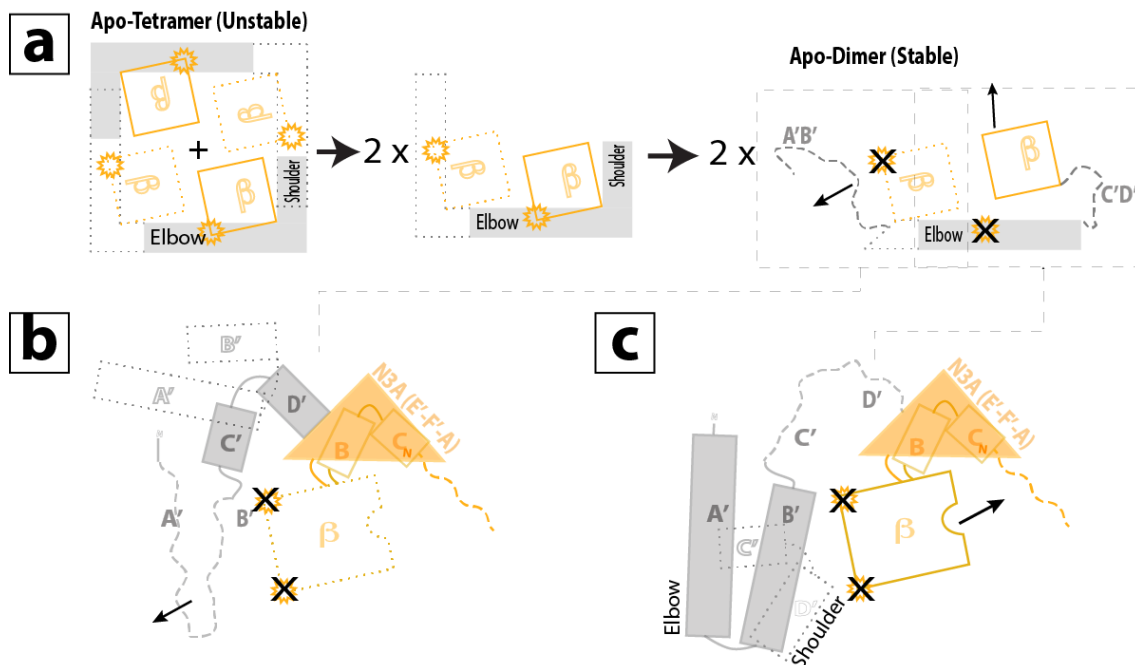 a
Apo-Tetramer (Unstable)
Apo-Dimer (Stable)
β
β
β
β
+
Elbow
Shoulder
2 x
β
β
Elbow
Shoulder
2 x
A'B'
β
β
C'D'
Elbow
b
B'
A'
D'
C'
N3A (E'-F'-A)
B
C N
N
A'
B'
β
c
N3A (E'-F'-A)
D'
B
C N
N
C'
A'
B'
C'
β
D'
Elbow
Shoulder